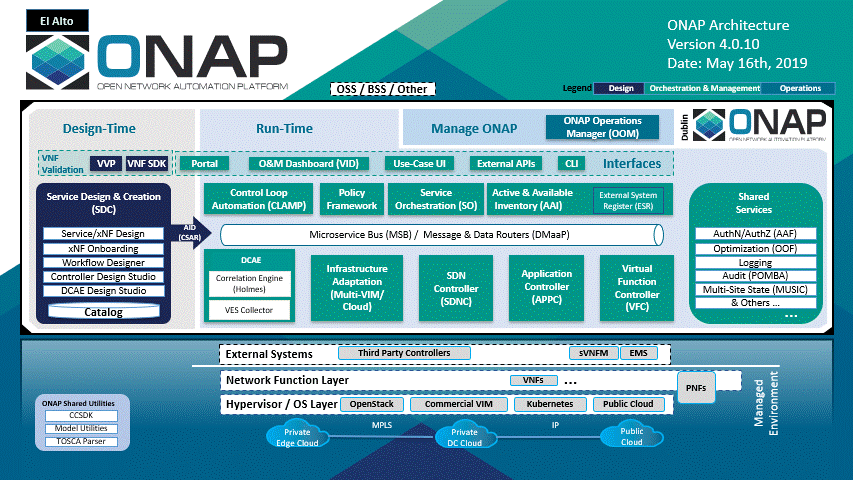 El Alto
ONAP
OPEN NETWORK AUTOMATION PLATFORM
ONAP Architecture
Version 4.0.10
Date: May 16th, 2019
OSS / BSS / Other
Legend
Design
Orchestration & Management
Operations
Design-Time
Run-Time
Manage ONAP
ONAP Operations
Manager (OOM)
Dublin
ONAP
OPEN NETWORK AUTOMATION PLATFORM
VNF
Validation
VVP
VNF SDK
Portal
O&M Dashboard (VID)
Use-Case UI
External APIs
CLI
Interfaces
Service Design & Creation
(SDC)
Service/xNF Design
xNF Onboarding
Workflow Designer
Controller Design Studio
DCAE Design Studio
Catalog
AID
(CSAR)
Control Loop
Automation (CLAMP)
Policy
Framework
Service
Orchestration (SO)
Active & Available
Inventory (AAI)
External System
Register (ESR)
Microservice Bus (MSB) / Message & Data Routers (DMaaP)
DCAE
Correlation Engine
(Holmes)
VES Collector
Infrastructure
Adaptation
(Multi-VIM/
Cloud)
SDN
Controller
(SDNC)
Application
Controller
(APPC)
Virtual
Function
Controller
(VFC)
Shared
Services
AuthN/AuthZ (AAF)
Optimization (OOF)
Logging
Audit (POMBA)
Multi-Site State (MUSIC)
& Others ...
...
External Systems
Third Party Controllers
sVNFM
EMS
Network Function Layer
VNFs
...
PNFs
Hypervisor / OS Layer
OpenStack
Commercial VIM
Kubernetes
Public Cloud
Private
Edge Cloud
MPLS
Private
DC Cloud
IP
Public
Cloud
Managed
Environment
ONAP Shared Utilities
CCSDK
Model Utilities
TOSCA Parser